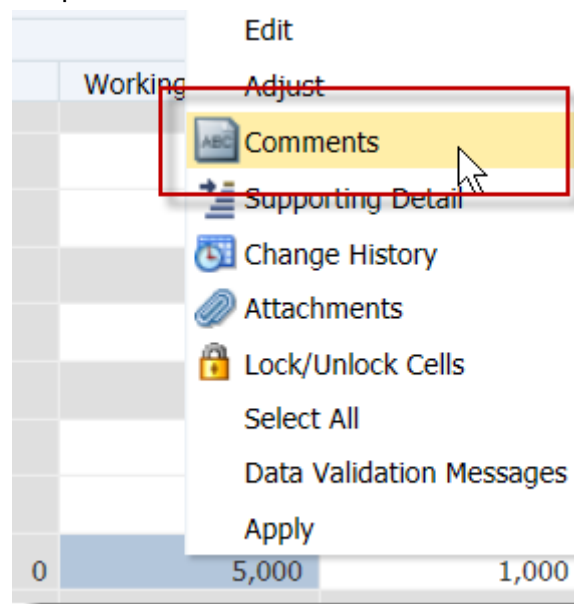 Edit
Working
Adjust
ABC Comments
Supporting Detail
Change History
Attachments
Lock/Unlock Cells
Select All
Data Validation Messages
Apply
0 5,000 1,000